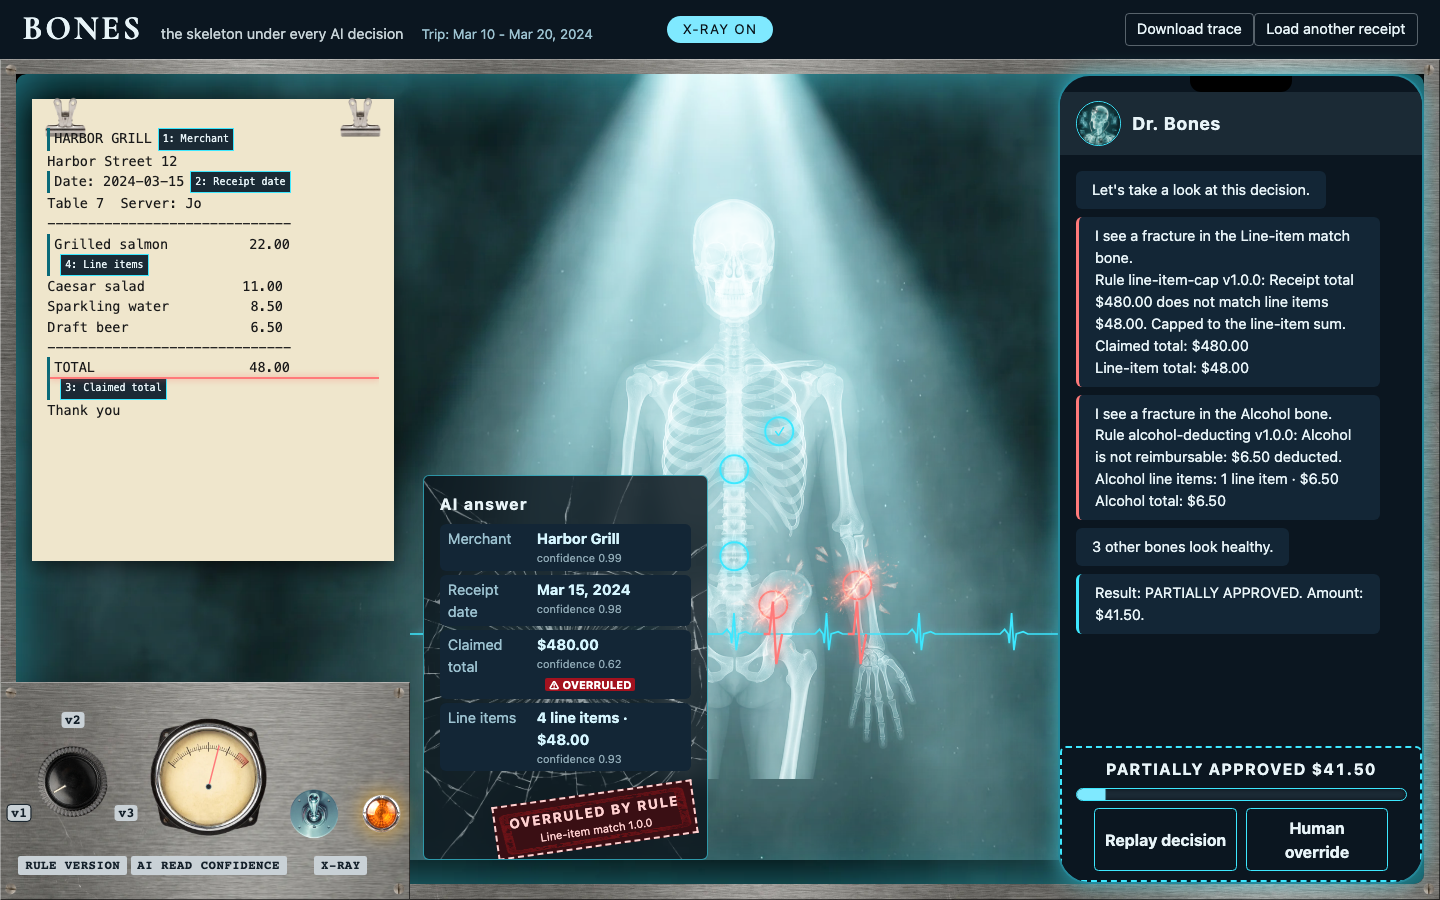 BONES
the skeleton under every AI decision
Trip: Mar 10 - Mar 20, 2024
X-RAY ON
Download trace
Load another receipt
HARBOR GRILL 1: Merchant
Harbor Street 12
Date: 2024-03-15 2: Receipt date
Table 7 Server: Jo
------------------------------
Grilled salmon 22.00
4: Line items
Caesar salad 11.00
Sparkling water 8.50
Draft beer 6.50
------------------------------
TOTAL 48.00
3: Claimed total
Thank you
v2
v1
v3
RULE VERSION
AI READ CONFIDENCE
X-RAY
AI answer
Merchant Harbor Grill
confidence 0.99
Receipt Mar 15, 2024
date confidence 0.98
Claimed $480.00
total confidence 0.62
⚠ OVERRULED
Line items 4 line items ·
$48.00
confidence 0.93
OVERRULED BY RULE
Line-item match 1.0.0
Dr. Bones
Let's take a look at this decision.
I see a fracture in the Line-item match
bone.
Rule line-item-cap v1.0.0: Receipt total
$480.00 does not match line items
$48.00. Capped to the line-item sum.
Claimed total: $480.00
Line-item total: $48.00
I see a fracture in the Alcohol bone.
Rule alcohol-deducting v1.0.0: Alcohol
is not reimbursable: $6.50 deducted.
Alcohol line items: 1 line item · $6.50
Alcohol total: $6.50
3 other bones look healthy.
Result: PARTIALLY APPROVED. Amount:
$41.50.
PARTIALLY APPROVED $41.50
Replay decision
Human
override